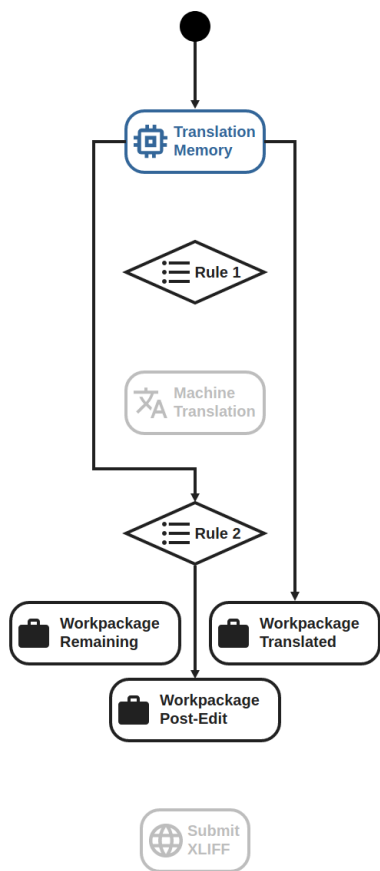 Translation
Memory
Rule 1
Machine
Translation
Rule 2
Workpackage
Remaining
Workpackage
Translated
Workpackage
Post-Edit
Submit
XLIFF